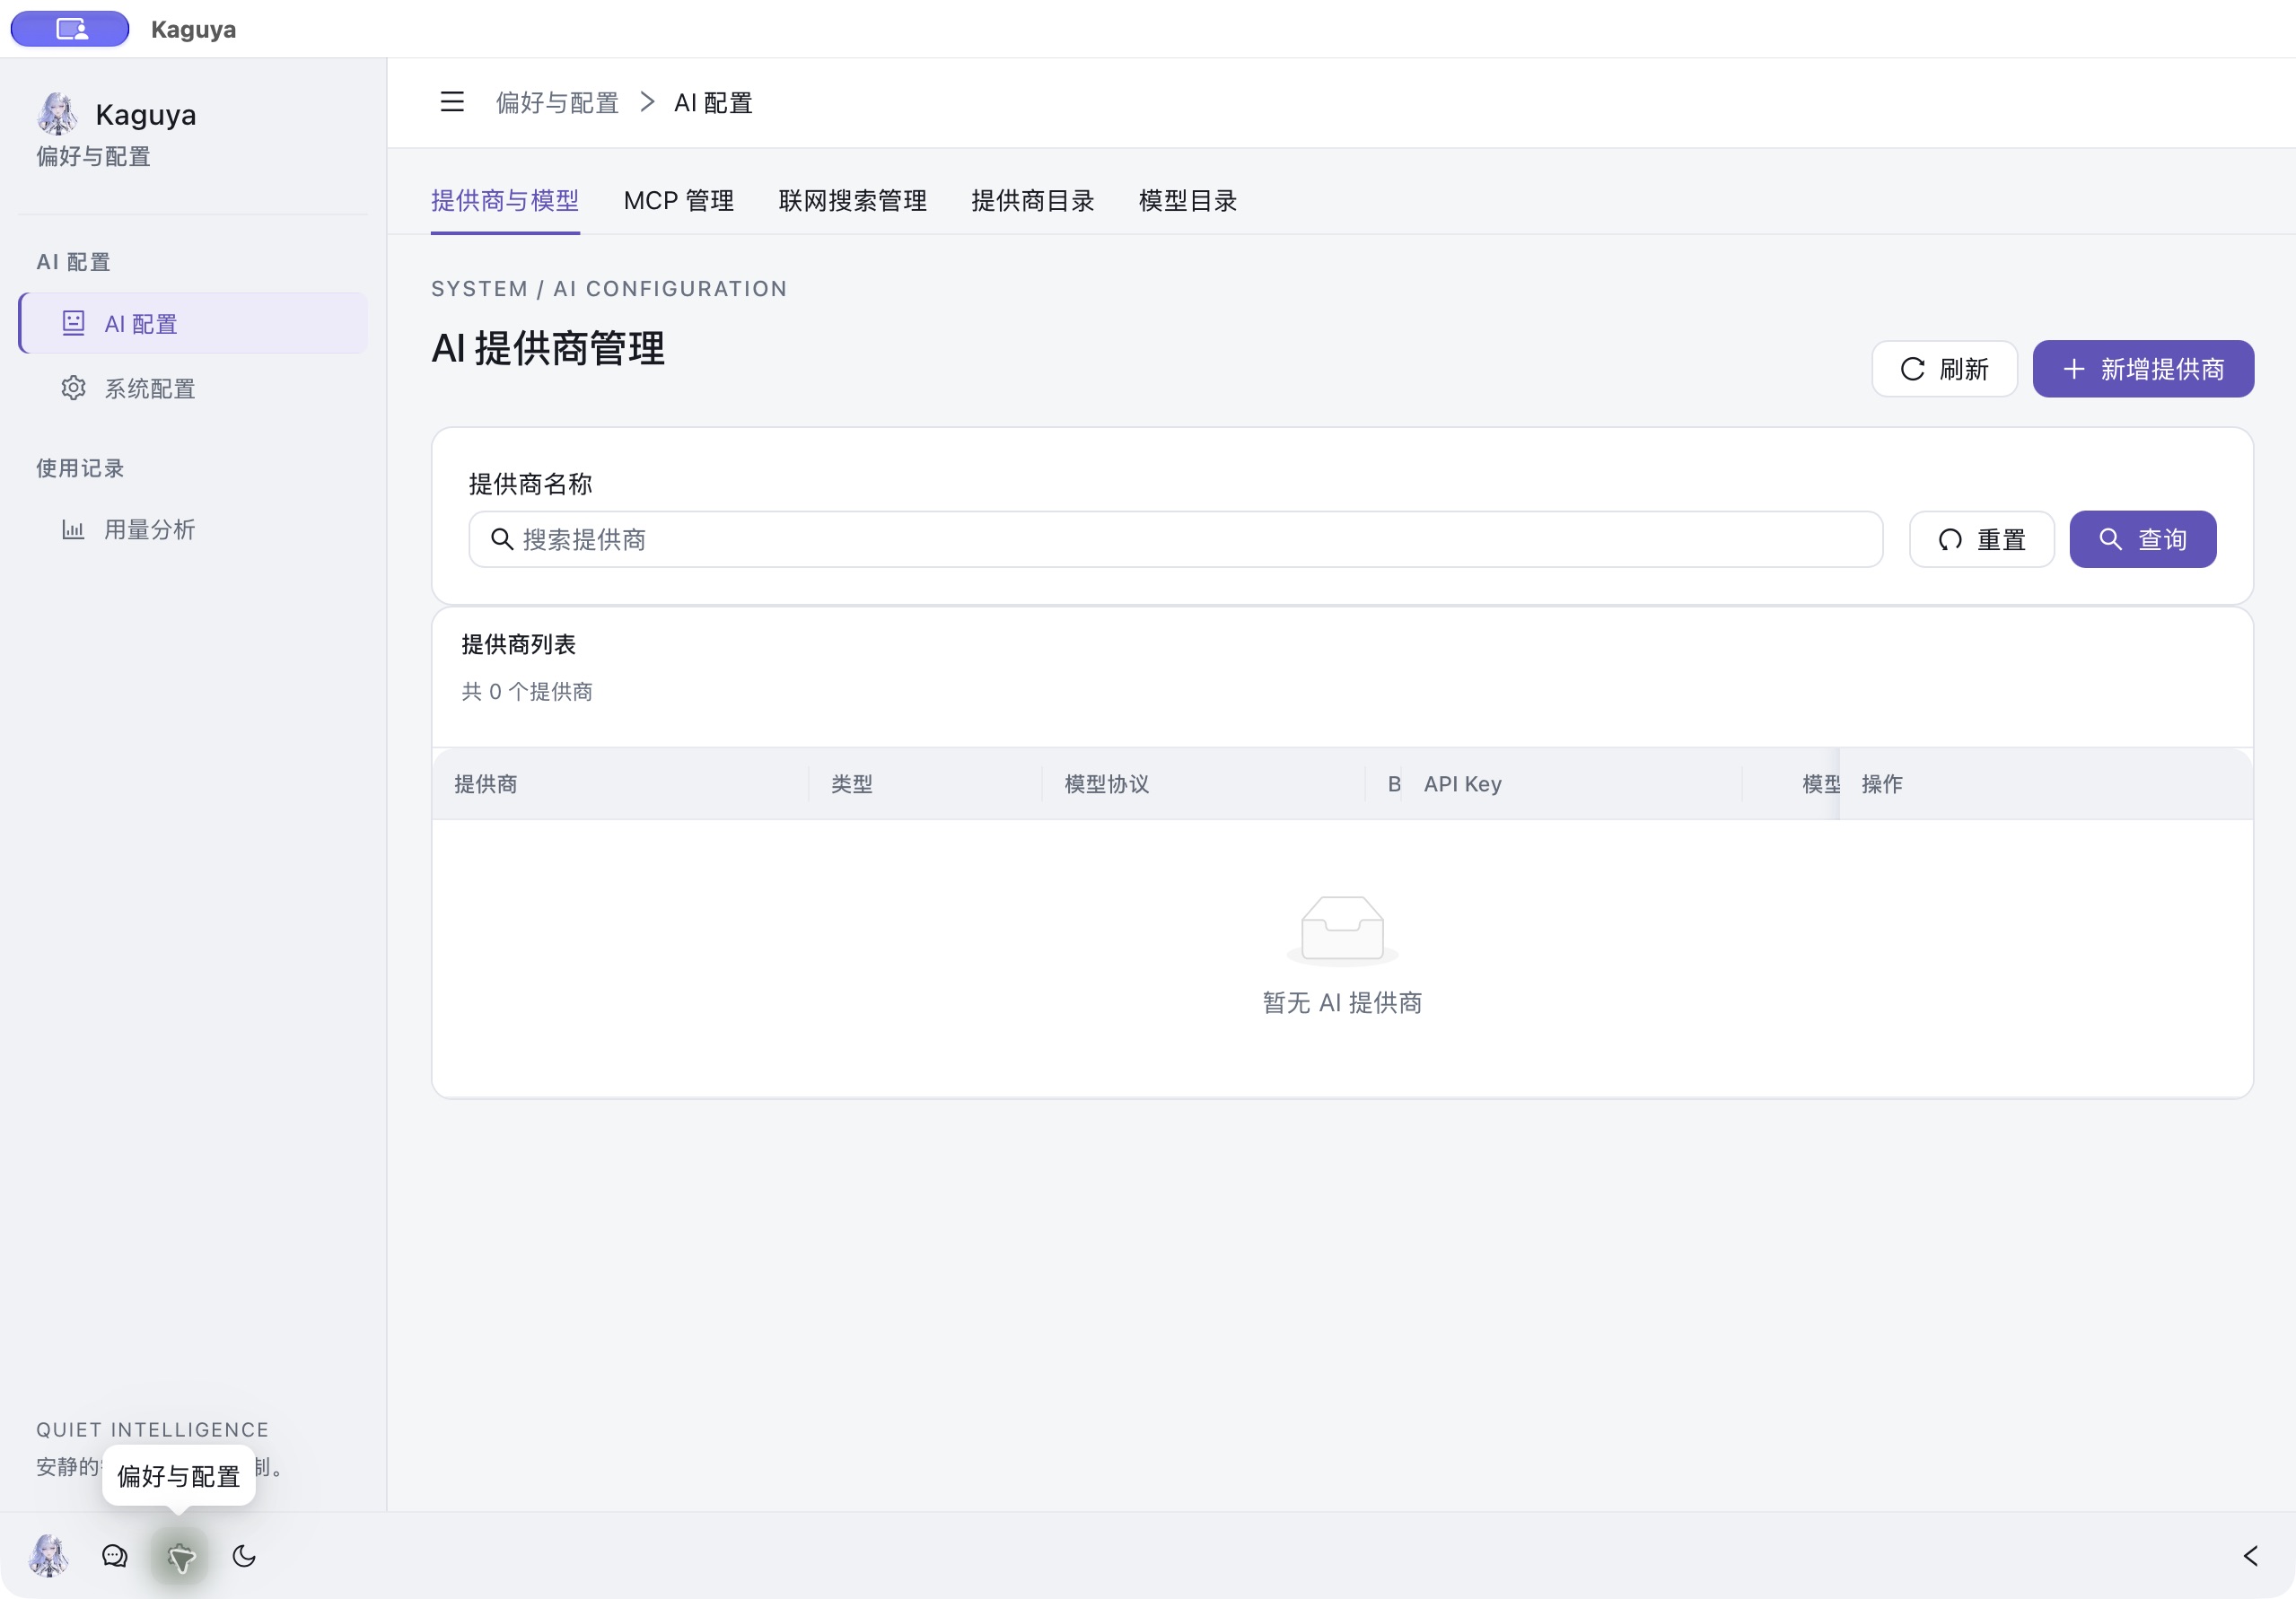 Kaguya
Kaguya
偏好与配置
AI 配置
AI 配置
系统配置
使用记录
用量分析
QUIET INTELLIGENCE
安静的
制。
偏好与配置
偏好与配置 > AI 配置
提供商与模型 MCP 管理 联网搜索管理 提供商目录 模型目录
SYSTEM / AI CONFIGURATION
AI 提供商管理
刷新 新增提供商
提供商名称
搜索提供商 重置 查询
提供商列表
共 0 个提供商
提供商 类型 模型协议 B API Key 模型 操作
暂无 AI 提供商